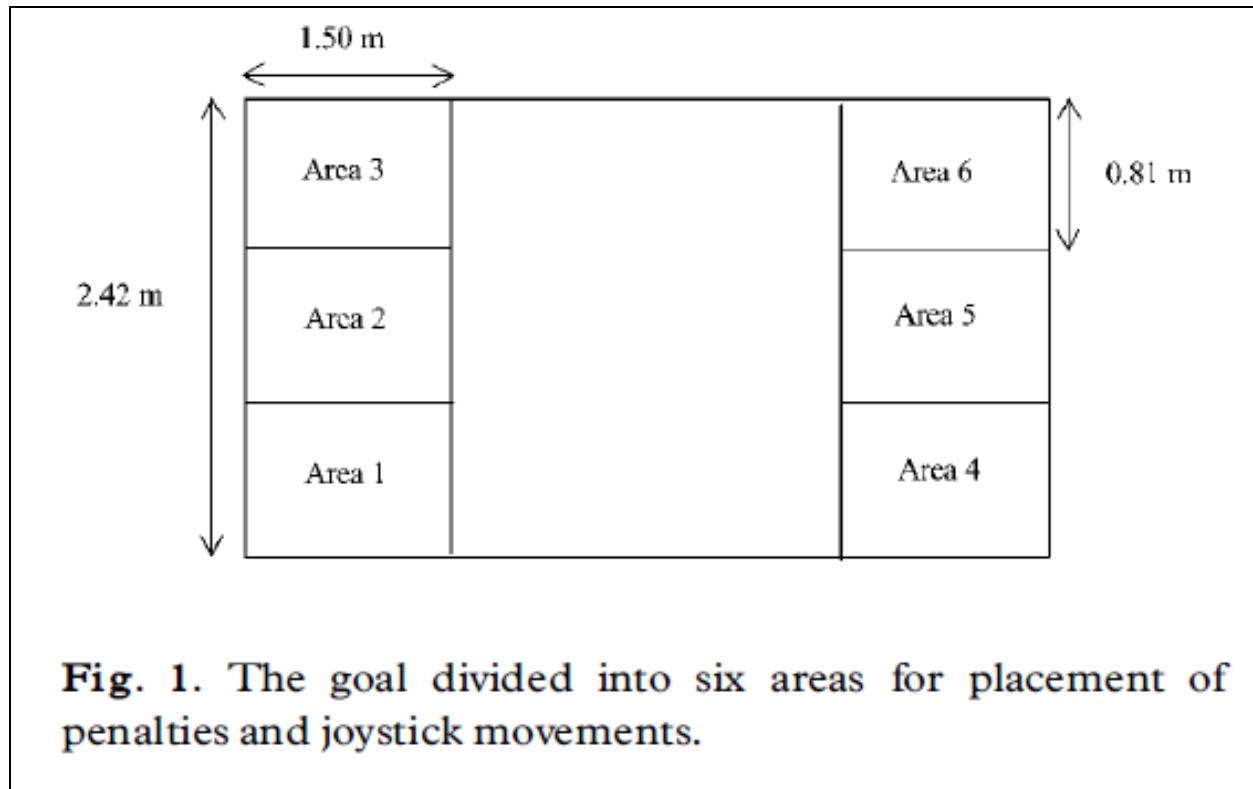 1.50 m
Area 3
Area 6
0.81 m
2.42 m
Area 2
Area 5
Area 1
Area 4
Fig. 1. The goal divided into six areas for placement of
penalties and joystick movements.